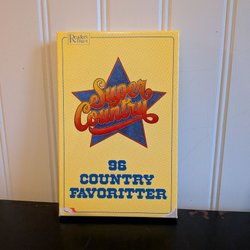 Reader's
Digest
Super
Country
96
COUNTRY
FAVORITTER